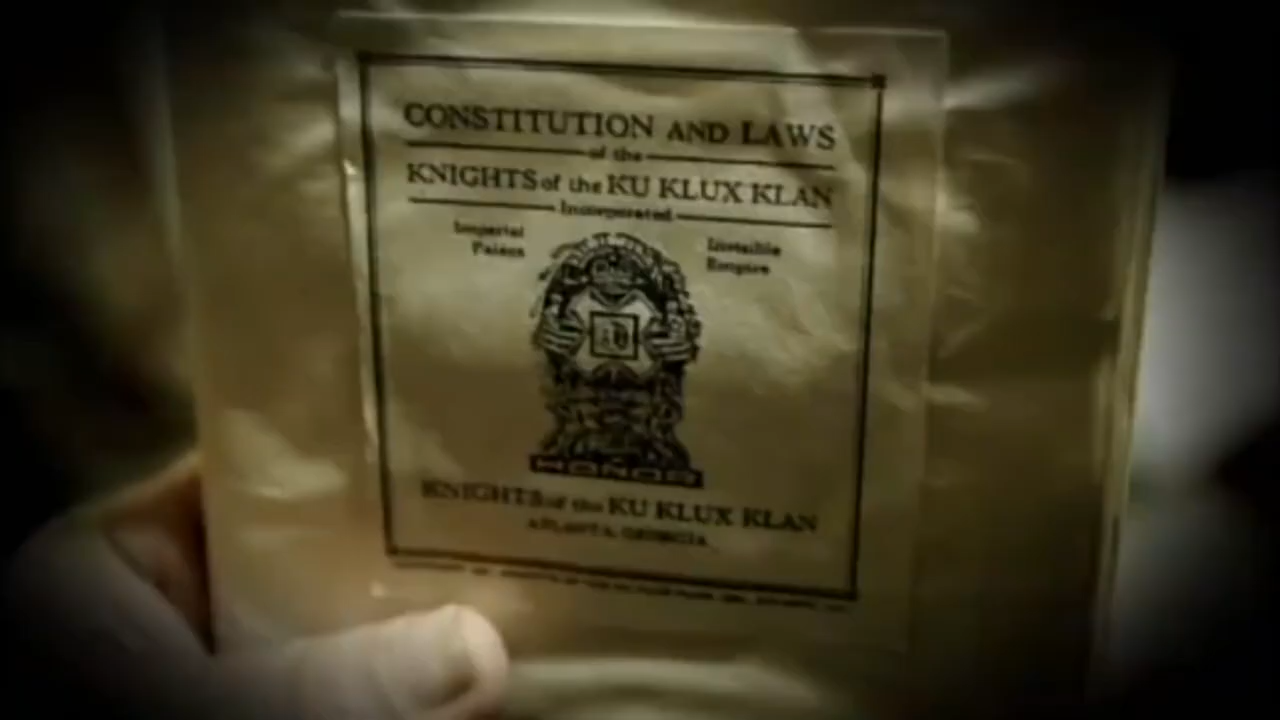 CONSTITUTION AND LAWS
of the
KNIGHTS of the KU KLUX KLAN
Incorporated
Imperial
Palace
Invisible
Empire
HONOR
KNIGHTS of the KU KLUX KLAN
ATLANTA, GEORGIA